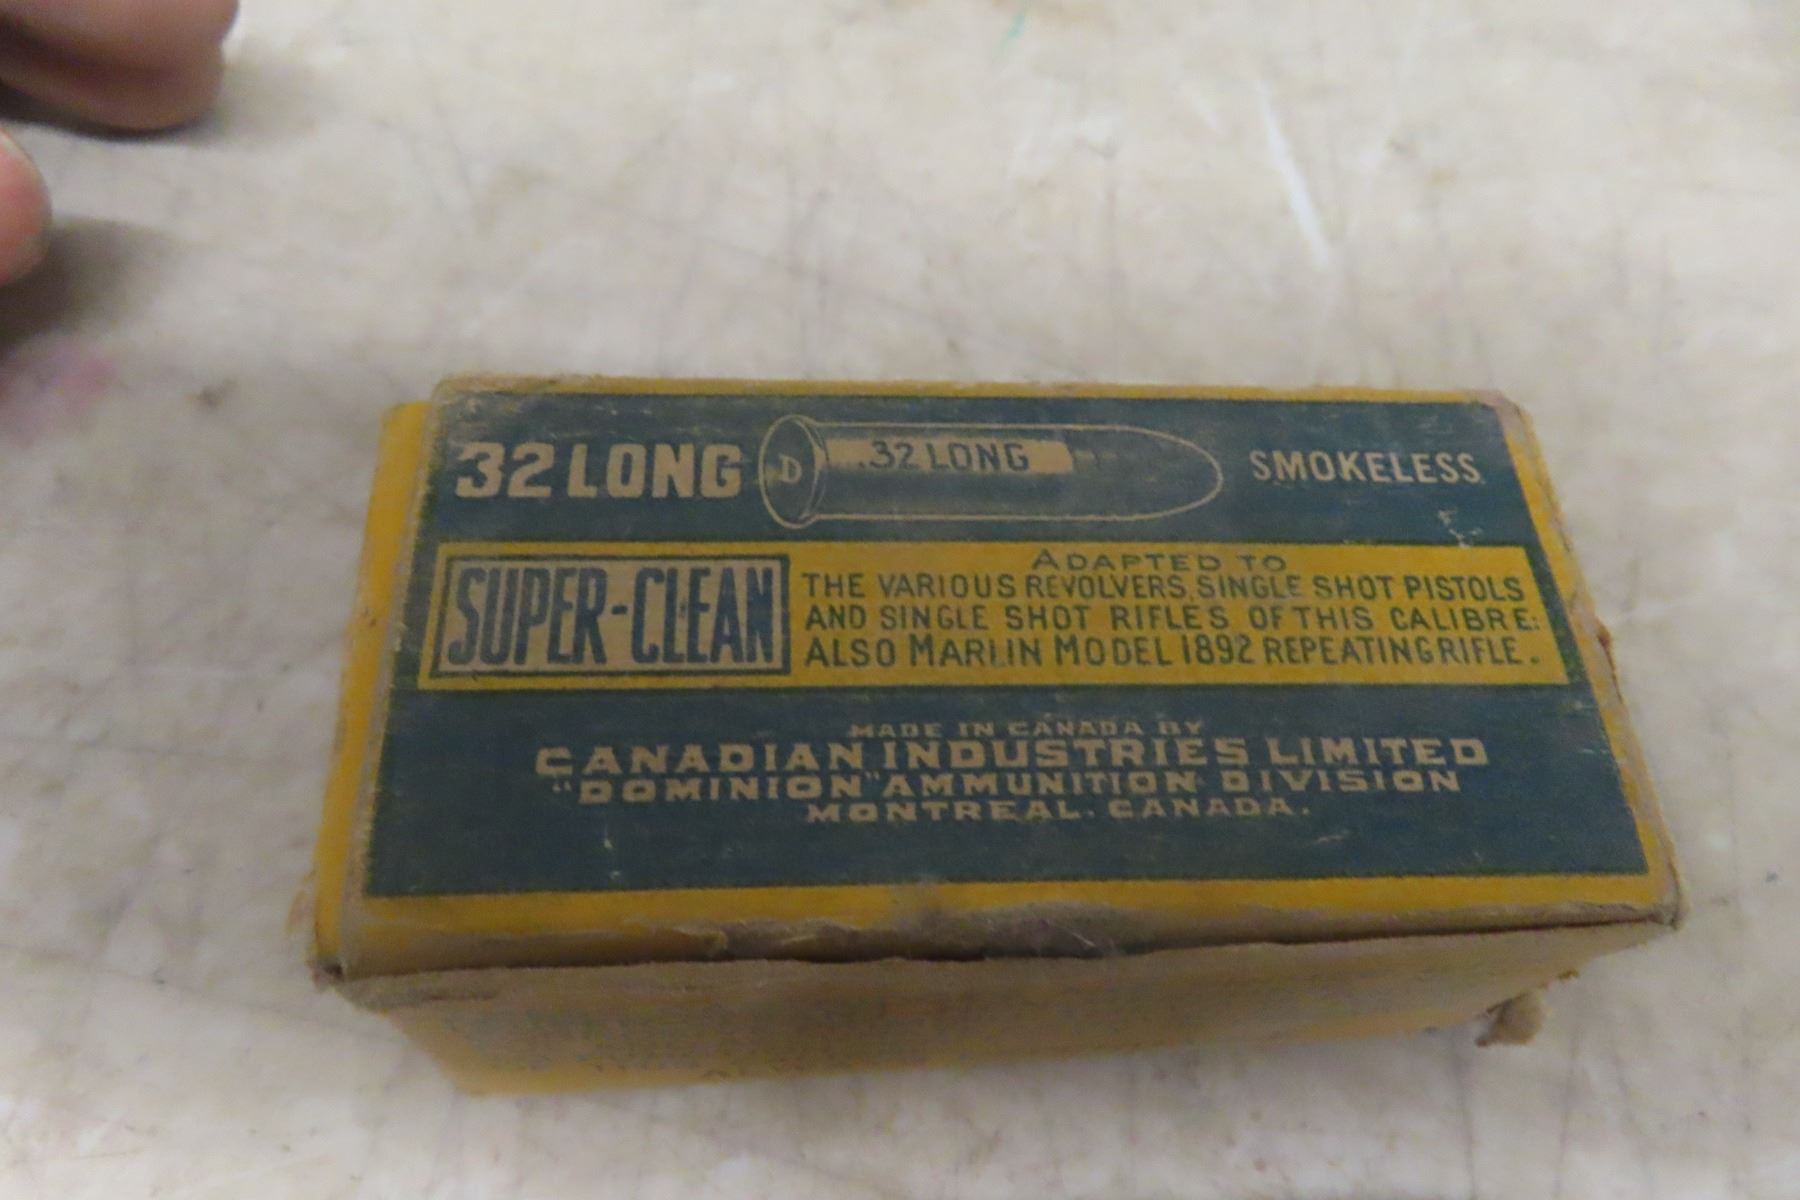 32 LONG D .32 LONG SMOKELESS
SUPER-CLEAN
ADAPTED TO
THE VARIOUS REVOLVERS, SINGLE SHOT PISTOLS
AND SINGLE SHOT RIFLES OF THIS CALIBRE:
ALSO MARLIN MODEL 1892 REPEATING RIFLE.
MADE IN CANADA BY
CANADIAN INDUSTRIES LIMITED
"DOMINION" AMMUNITION DIVISION
MONTREAL. CANADA.